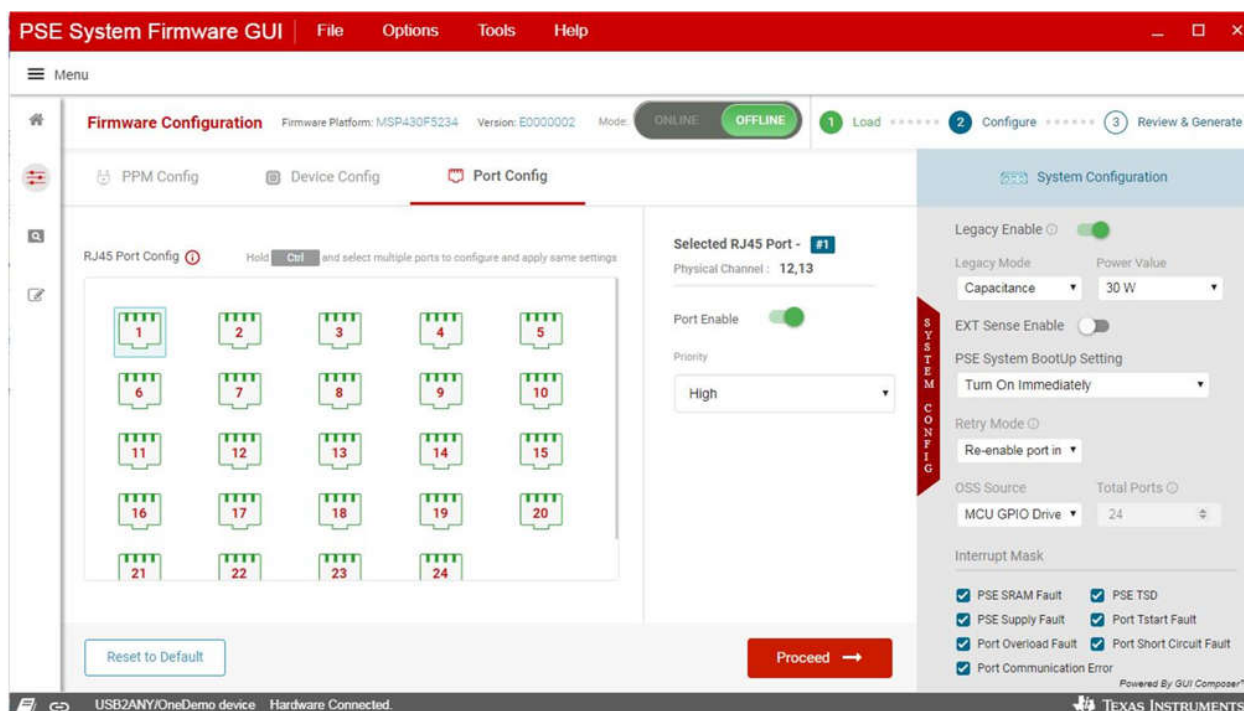 PSE System Firmware GUI File Options Tools Help
Menu
Firmware Configuration Firmware Platform: MSP430F5234 Version: E0000002 Mode: ONLINE OFFLINE 1 Load 2 Configure 3 Review & Generate
PPM Config Device Config Port Config System Configuration
RJ45 Port Config Hold Ctrl and select multiple ports to configure and apply same settings
1 2 3 4 5
6 7 8 9 10
11 12 13 14 15
16 17 18 19 20
21 22 23 24
Selected RJ45 Port - #1
Physical Channel : 12,13
Port Enable
Priority
High
SYSTEM CONFIG
Legacy Enable
Legacy Mode Power Value
Capacitance 30 W
EXT Sense Enable
PSE System BootUp Setting
Turn On Immediately
Retry Mode
Re-enable port in
OSS Source Total Ports
MCU GPIO Drive 24
Interrupt Mask
PSE SRAM Fault PSE TSD
PSE Supply Fault Port Tstart Fault
Port Overload Fault Port Short Circuit Fault
Port Communication Error
Reset to Default Proceed
Powered By GUI Composer™
USB2ANY/OneDemo device Hardware Connected. TEXAS INSTRUMENTS